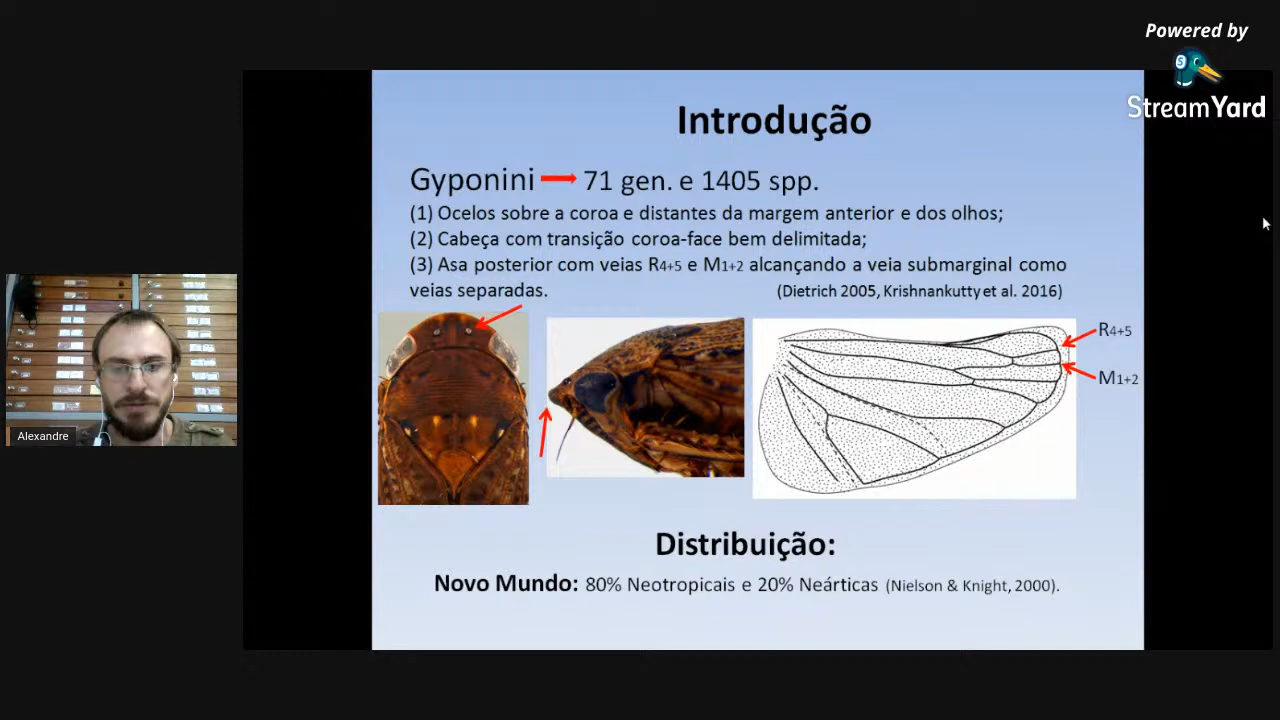 Powered by
StreamYard
Introdução
Gyponini 71 gen. e 1405 spp.
(1) Ocelos sobre a coroa e distantes da margem anterior e dos olhos;
(2) Cabeça com transição coroa-face bem delimitada;
(3) Asa posterior com veias R4+5 e M1+2 alcançando a veia submarginal como
veias separadas. (Dietrich 2005, Krishnankutty et al. 2016)
R4+5
M1+2
Alexandre
Distribuição:
Novo Mundo: 80% Neotropicais e 20% Neárticas (Nielson & Knight, 2000).